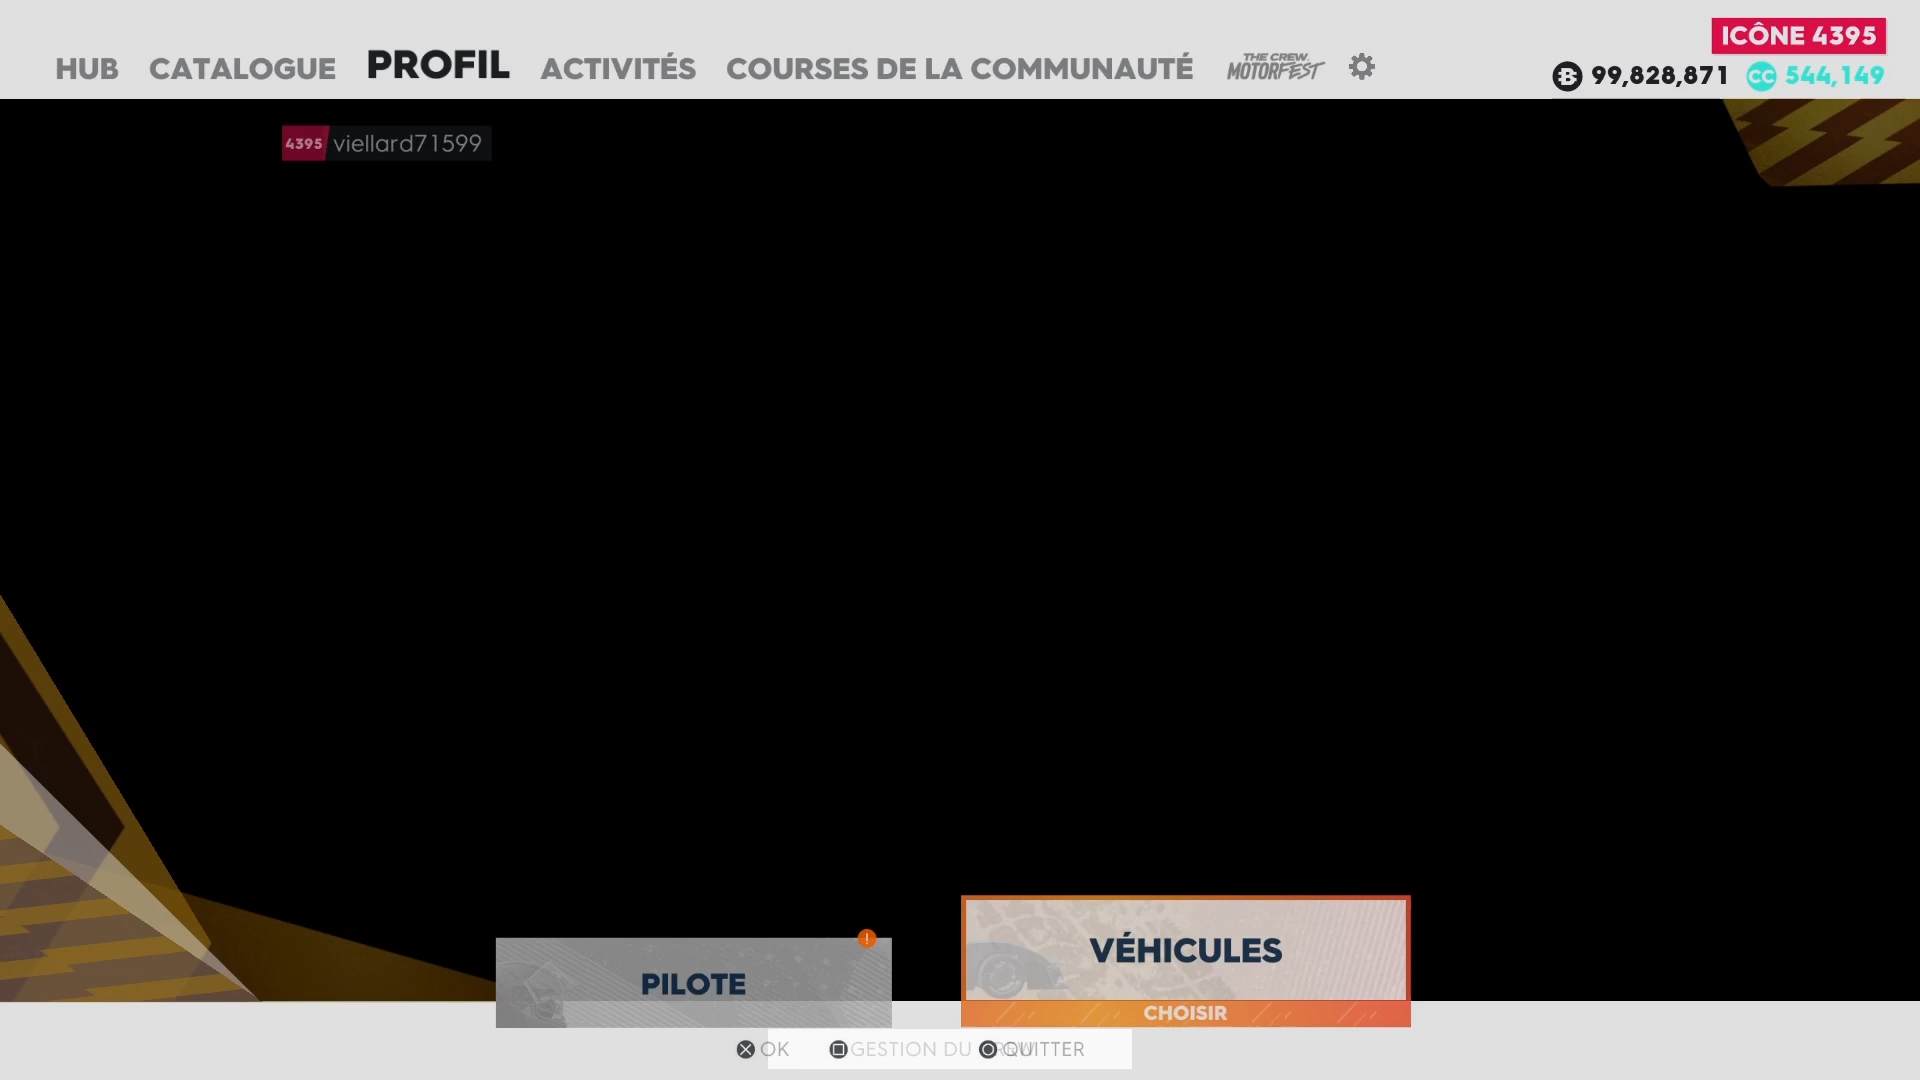 HUB CATALOGUE PROFIL ACTIVITÉS COURSES DE LA COMMUNAUTÉ THE CREW MOTORFEST
ICÔNE 4395
99,828,871 CC 544,149
4395 viellard71599
!
PILOTE
VÉHICULES
CHOISIR
OK GESTION DU QUITTER